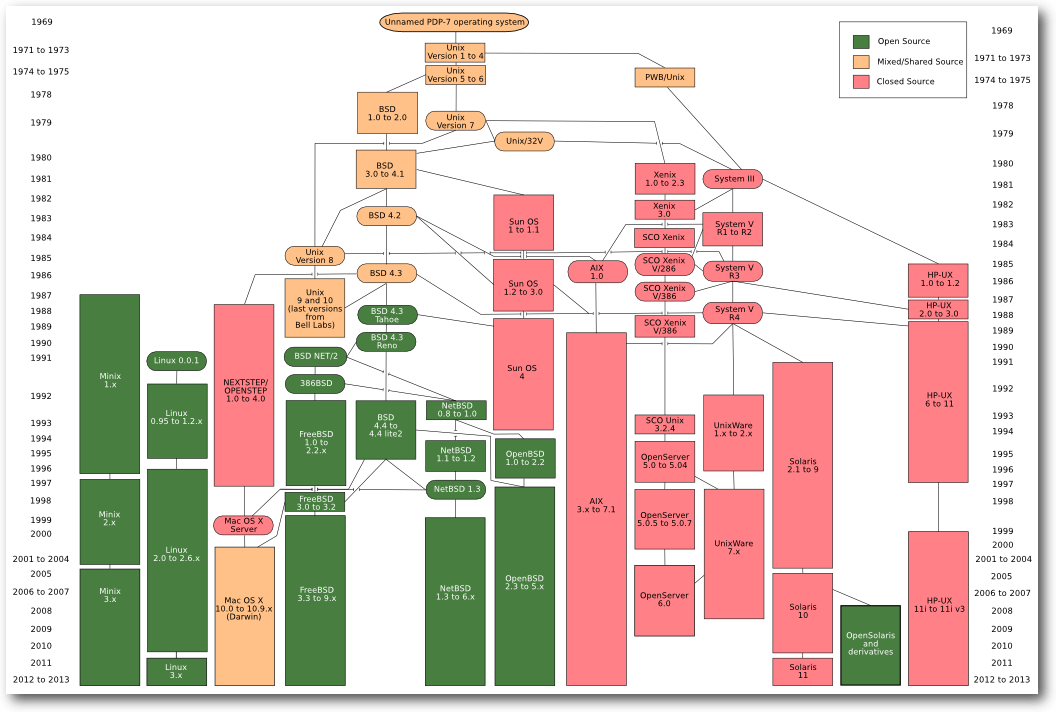 1969
1971 to 1973
1974 to 1975
1978
1979
1980
1981
1982
1983
1984
1985
1986
1987
1988
1989
1990
1991
1992
1993
1994
1995
1996
1997
1998
1999
2000
2001 to 2004
2005
2006 to 2007
2008
2009
2010
2011
2012 to 2013
Unnamed PDP-7 operating system
Unix
Version 1 to 4
Unix
Version 5 to 6
PWB/Unix
BSD
1.0 to 2.0
Unix
Version 7
Unix/32V
BSD
3.0 to 4.1
Xenix
1.0 to 2.3
System III
Xenix
3.0
BSD 4.2
Sun OS
1 to 1.1
System V
R1 to R2
SCO Xenix
Unix
Version 8
SCO Xenix
V/286
AIX
1.0
System V
R3
BSD 4.3
Sun OS
1.2 to 3.0
HP-UX
1.0 to 1.2
Unix
9 and 10
(last versions
from
Bell Labs)
SCO Xenix
V/386
HP-UX
2.0 to 3.0
BSD 4.3
Tahoe
System V
R4
SCO Xenix
V/386
BSD 4.3
Reno
BSD NET/2
Linux 0.0.1
Minix
1.x
386BSD
NEXTSTEP/
OPENSTEP
1.0 to 4.0
Sun OS
4
HP-UX
6 to 11
Linux
0.95 to 1.2.x
NetBSD
0.8 to 1.0
BSD
4.4 to
4.4 lite2
FreeBSD
1.0 to
2.2.x
SCO Unix
3.2.4
UnixWare
1.x to 2.x
NetBSD
1.1 to 1.2
OpenBSD
1.0 to 2.2
OpenServer
5.0 to 5.04
Solaris
2.1 to 9
NetBSD 1.3
FreeBSD
3.0 to 3.2
Minix
2.x
Mac OS X
Server
AIX
3.x to 7.1
OpenServer
5.0.5 to 5.0.7
Linux
2.0 to 2.6.x
UnixWare
7.x
Minix
3.x
Mac OS X
10.0 to 10.9.x
(Darwin)
FreeBSD
3.3 to 9.x
NetBSD
1.3 to 6.x
OpenBSD
2.3 to 5.x
OpenServer
6.0
Solaris
10
HP-UX
11i to 11i v3
OpenSolaris
and
derivatives
Linux
3.x
Solaris
11
Open Source
Mixed/Shared Source
Closed Source
1969
1971 to 1973
1974 to 1975
1978
1979
1980
1981
1982
1983
1984
1985
1986
1987
1988
1989
1990
1991
1992
1993
1994
1995
1996
1997
1998
1999
2000
2001 to 2004
2005
2006 to 2007
2008
2009
2010
2011
2012 to 2013